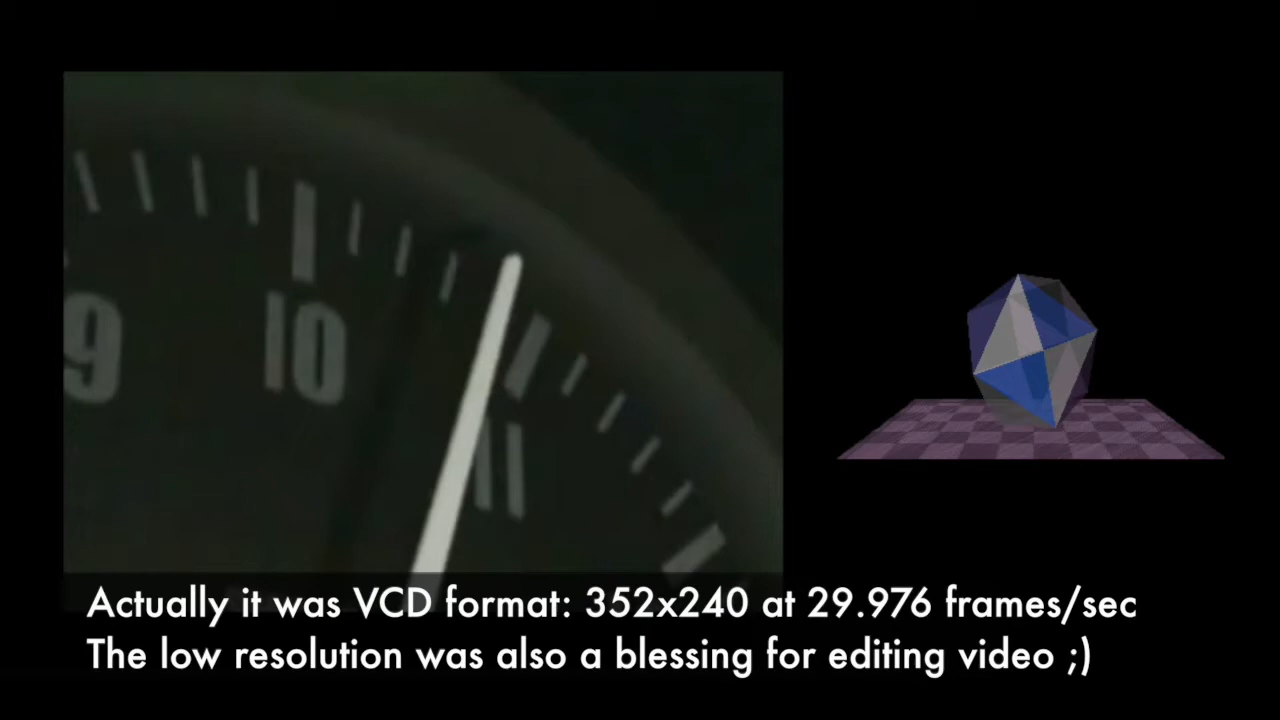 9 10 11
Actually it was VCD format: 352x240 at 29.976 frames/sec
The low resolution was also a blessing for editing video ;)